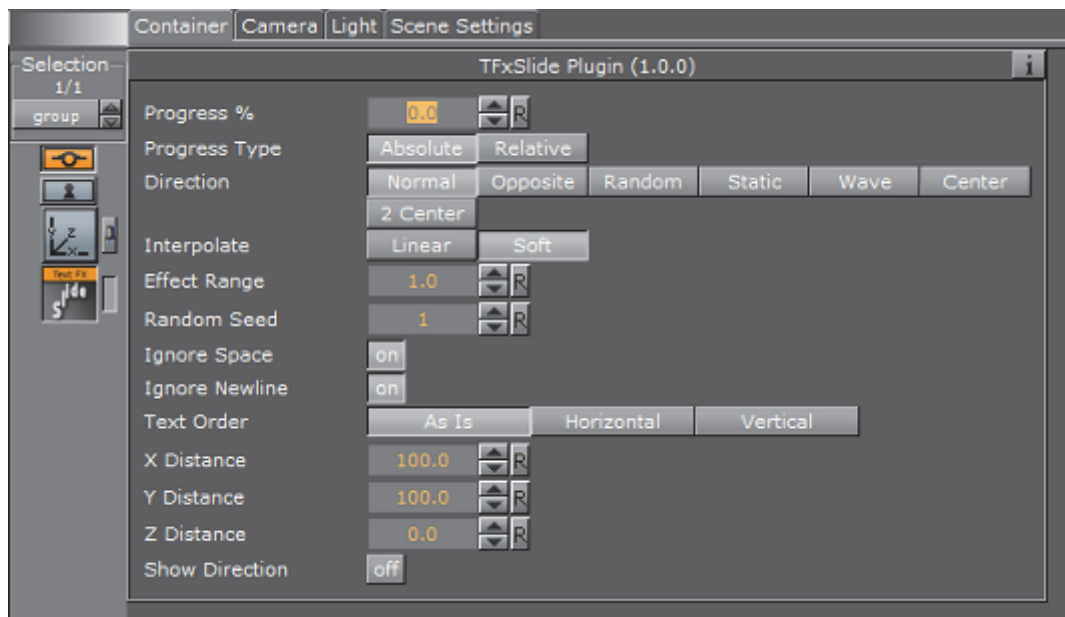 Container Camera Light Scene Settings
Selection
1/1
group
Text FX
Slide
TFxSlide Plugin (1.0.0) i
Progress % 0.0 R
Progress Type Absolute Relative
Direction Normal Opposite Random Static Wave Center
2 Center
Interpolate Linear Soft
Effect Range 1.0 R
Random Seed 1 R
Ignore Space on
Ignore Newline on
Text Order As Is Horizontal Vertical
X Distance 100.0 R
Y Distance 100.0 R
Z Distance 0.0 R
Show Direction off